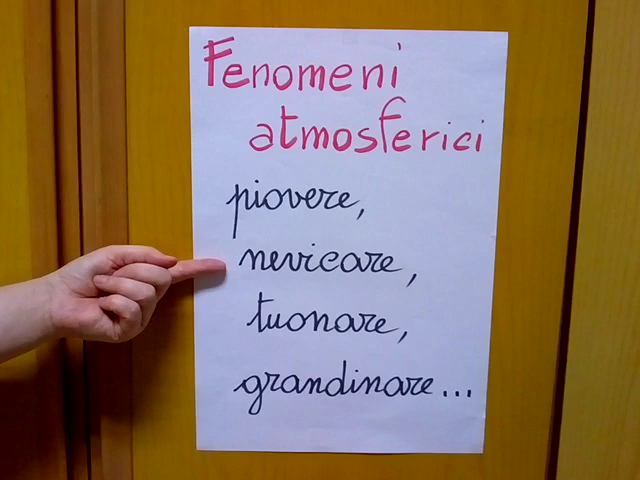 Fenomeni
atmosferici
piovere,
nevicare,
tuonare,
grandinare...